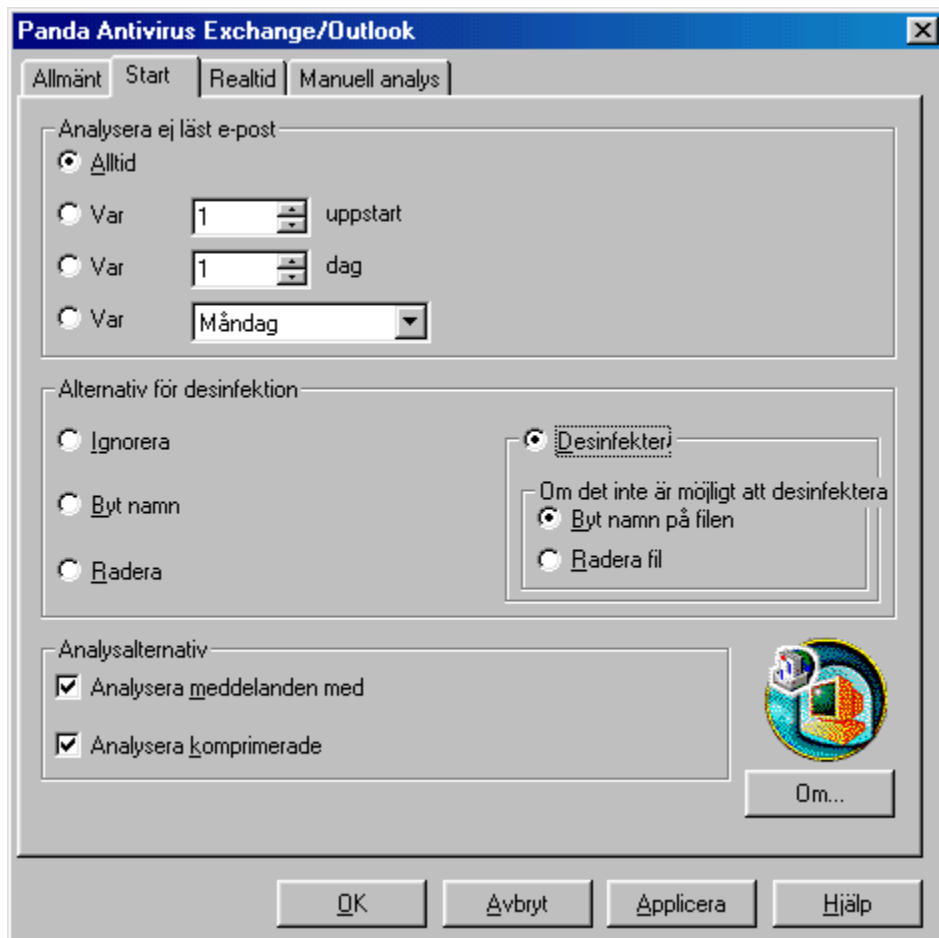 Panda Antivirus Exchange/Outlook
Allmänt Start Realtid Manuell analys
Analysera ej läst e-post
Alltid
Var 1 uppstart
Var 1 dag
Var Måndag
Alternativ för desinfektion
Ignorera
Byt namn
Radera
Desinfekter
Om det inte är möjligt att desinfektera
Byt namn på filen
Radera fil
Analysalternativ
Analysera meddelanden med
Analysera komprimerade
Om...
OK Avbryt Applicera Hjälp